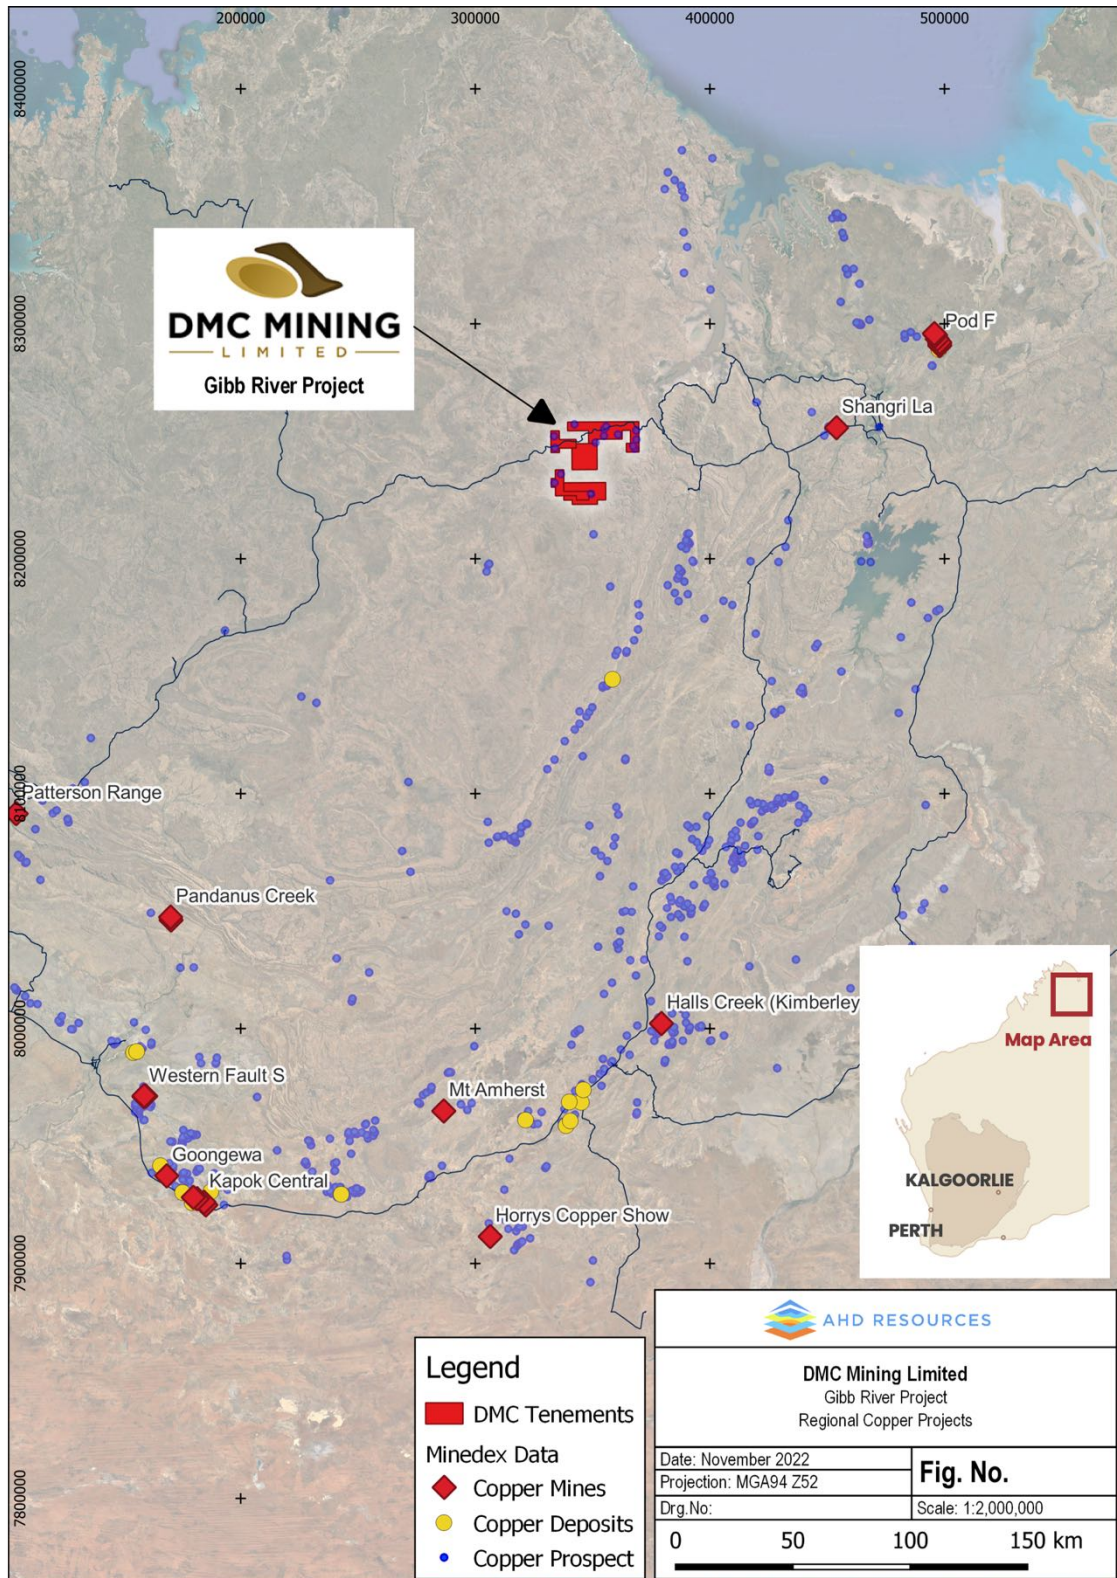 200000
300000
400000
500000
8400000
8300000
8200000
8100000
8000000
7900000
7800000
DMC MINING
LIMITED
Gibb River Project
Pod F
Shangri La
Patterson Range
Pandanus Creek
Halls Creek (Kimberley
Western Fault S
Mt Amherst
Goongewa
Kapok Central
Horrys Copper Show
Map Area
KALGOORLIE
PERTH
Legend
DMC Tenements
Minedex Data
Copper Mines
Copper Deposits
Copper Prospect
AHD RESOURCES
DMC Mining Limited
Gibb River Project
Regional Copper Projects
Date: November 2022
Projection: MGA94 Z52
Drg.No:
Fig. No.
Scale: 1:2,000,000
0 50 100 150 km